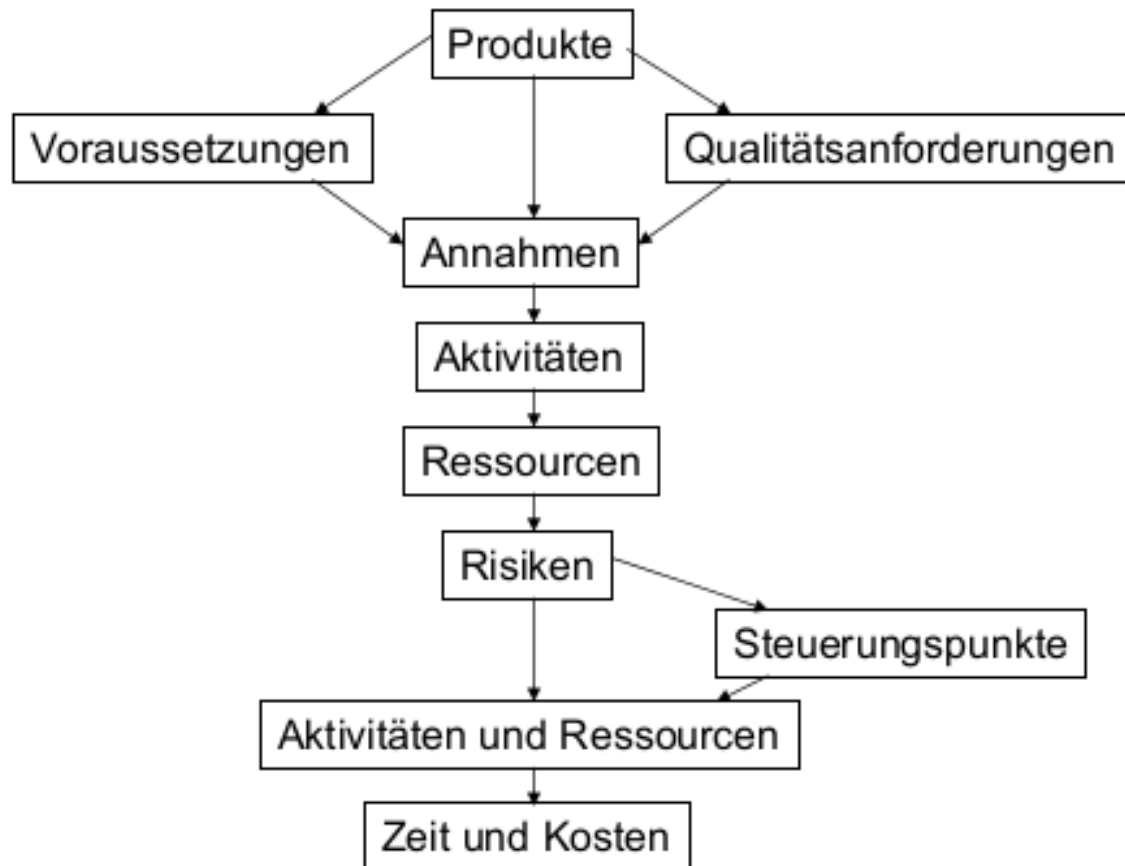 Produkte
Voraussetzungen
Qualitätsanforderungen
Annahmen
Aktivitäten
Ressourcen
Risiken
Steuerungspunkte
Aktivitäten und Ressourcen
Zeit und Kosten